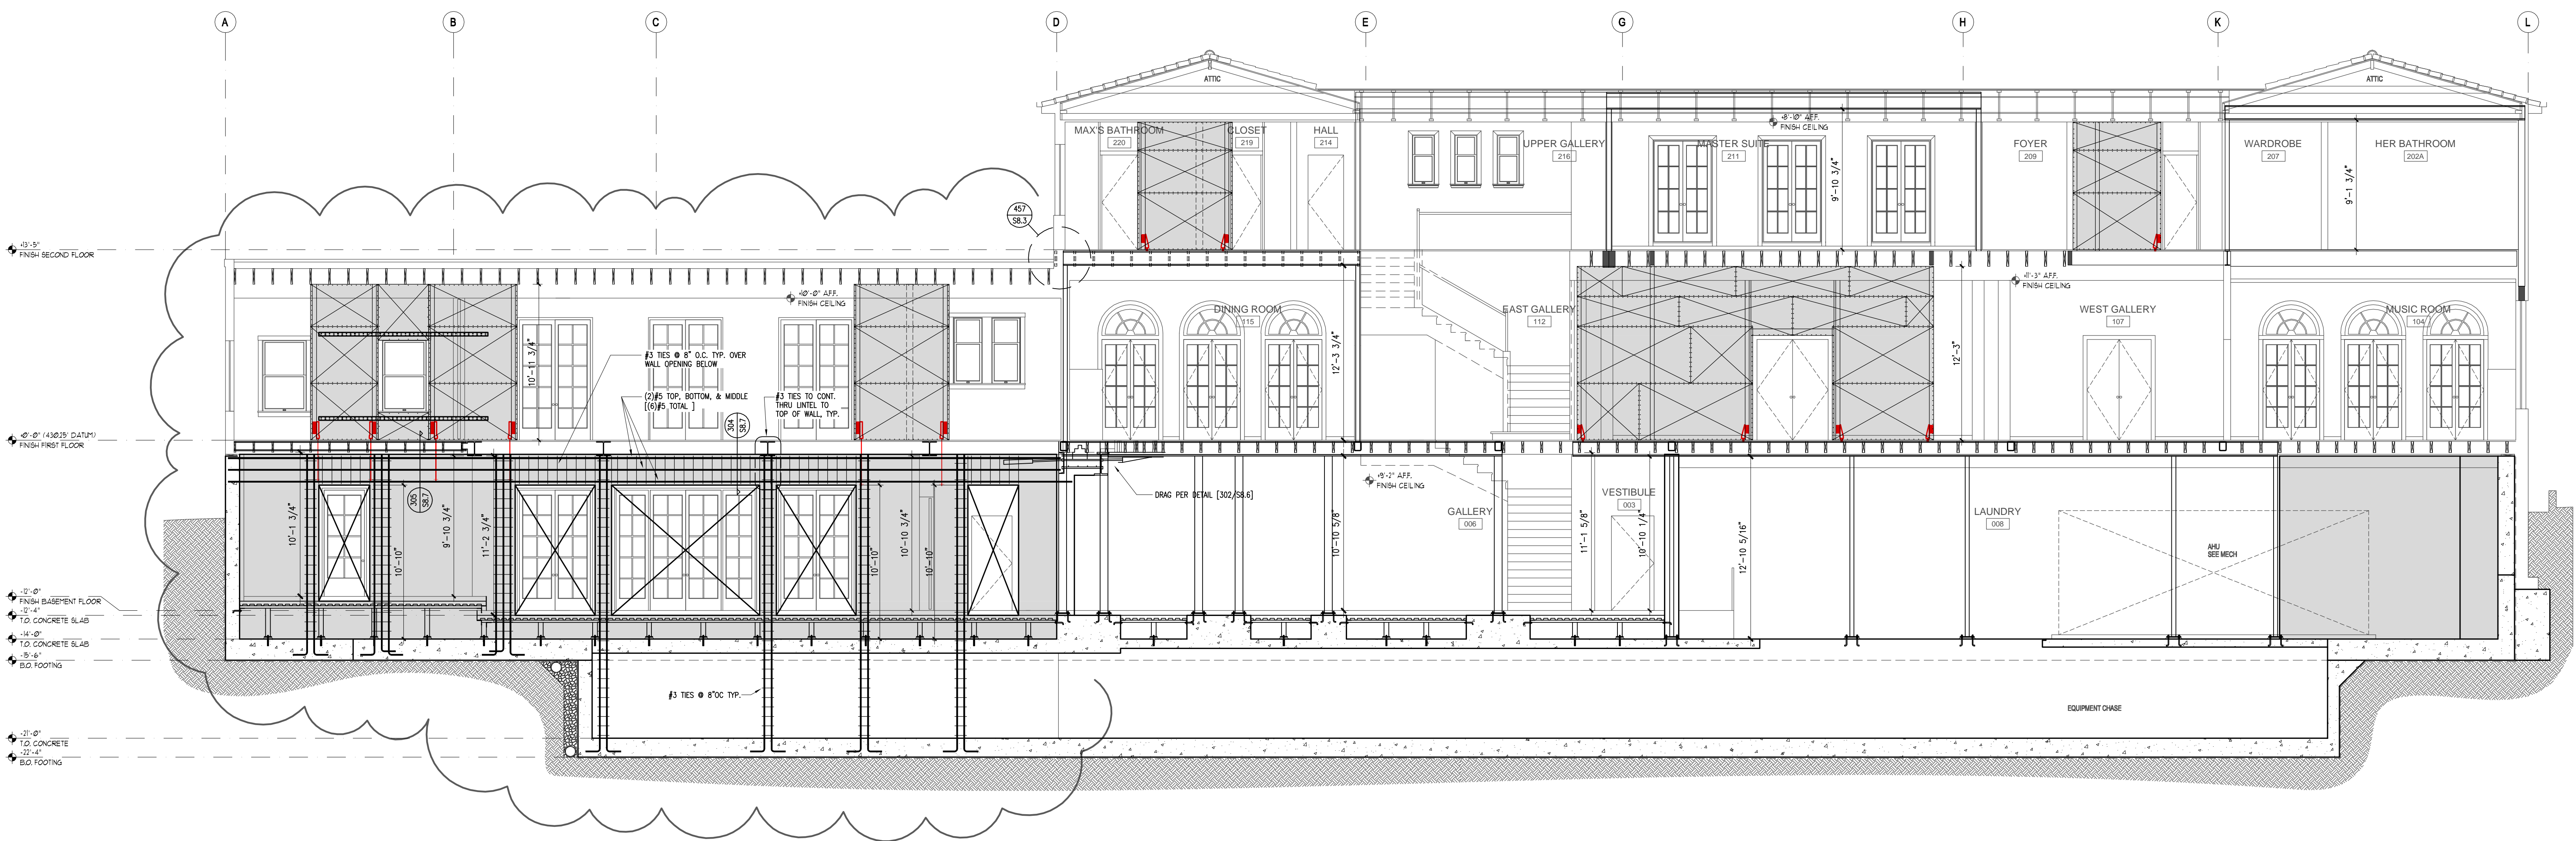 A
B
C
D
E
G
H
K
L
ATTIC
ATTIC
MAX'S BATHROOM
220
CLOSET
219
HALL
214
UPPER GALLERY
216
MASTER SUITE
211
+8'-0" A.F.F.
FINISH CEILING
9'-10 3/4"
FOYER
209
WARDROBE
207
HER BATHROOM
202A
9'-1 3/4"
457
S8.3
+13'-5"
FINISH SECOND FLOOR
+10'-0" A.F.F.
FINISH CEILING
10'-11 3/4"
DINING ROOM
115
12'-3 3/4"
EAST GALLERY
112
12'-3"
+11'-3" A.F.F.
FINISH CEILING
WEST GALLERY
107
MUSIC ROOM
104
#3 TIES @ 8" O.C. TYP. OVER
WALL OPENING BELOW
(2)#5 TOP, BOTTOM, & MIDDLE
[(6)#5 TOTAL ]
#3 TIES TO CONT.
THRU LINTEL TO
TOP OF WALL, TYP.
304
S8.7
+0'-0" (430.25' DATUM)
FINISH FIRST FLOOR
305
S8.7
10'-1 3/4"
10'-10"
9'-10 3/4"
11'-2 3/4"
10'-10"
10'-10 3/4"
10'-10"
DRAG PER DETAIL [302/S8.6]
+9'-2" A.F.F.
FINISH CEILING
10'-10 5/8"
GALLERY
006
11'-1 5/8"
VESTIBULE
003
10'-10 1/4"
12'-10 5/16"
LAUNDRY
008
AHU
SEE MECH
-12'-0"
FINISH BASEMENT FLOOR
-12'-4"
T.O. CONCRETE SLAB
-14'-0"
T.O. CONCRETE SLAB
-15'-6"
B.O. FOOTING
#3 TIES @ 8"OC TYP.
EQUIPMENT CHASE
-21'-0"
T.O. CONCRETE
-22'-4"
B.O. FOOTING